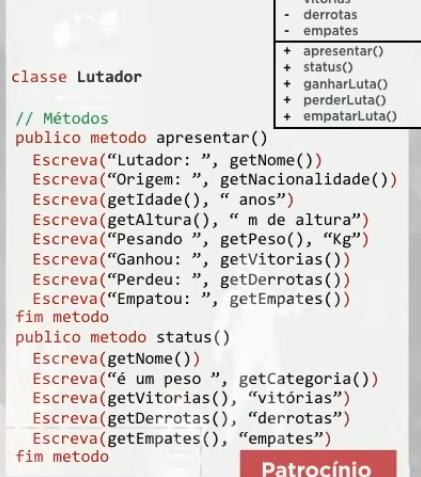 vitórias
- derrotas
- empates
+ apresentar()
+ status()
+ ganharLuta()
+ perderLuta()
+ empatarLuta()
classe Lutador
// Métodos
publico metodo apresentar()
Escreva(“Lutador: ”, getNome())
Escreva(“Origem: ”, getNacionalidade())
Escreva(getIdade(), “ anos”)
Escreva(getAltura(), “ m de altura”)
Escreva(“Pesando ”, getPeso(), “Kg”)
Escreva(“Ganhou: ”, getVitorias())
Escreva(“Perdeu: ”, getDerrotas())
Escreva(“Empatou: ”, getEmpates())
fim metodo
publico metodo status()
Escreva(getNome())
Escreva(“é um peso ”, getCategoria())
Escreva(getVitorias(), “vitórias”)
Escreva(getDerrotas(), “derrotas”)
Escreva(getEmpates(), “empates”)
fim metodo
Patrocínio